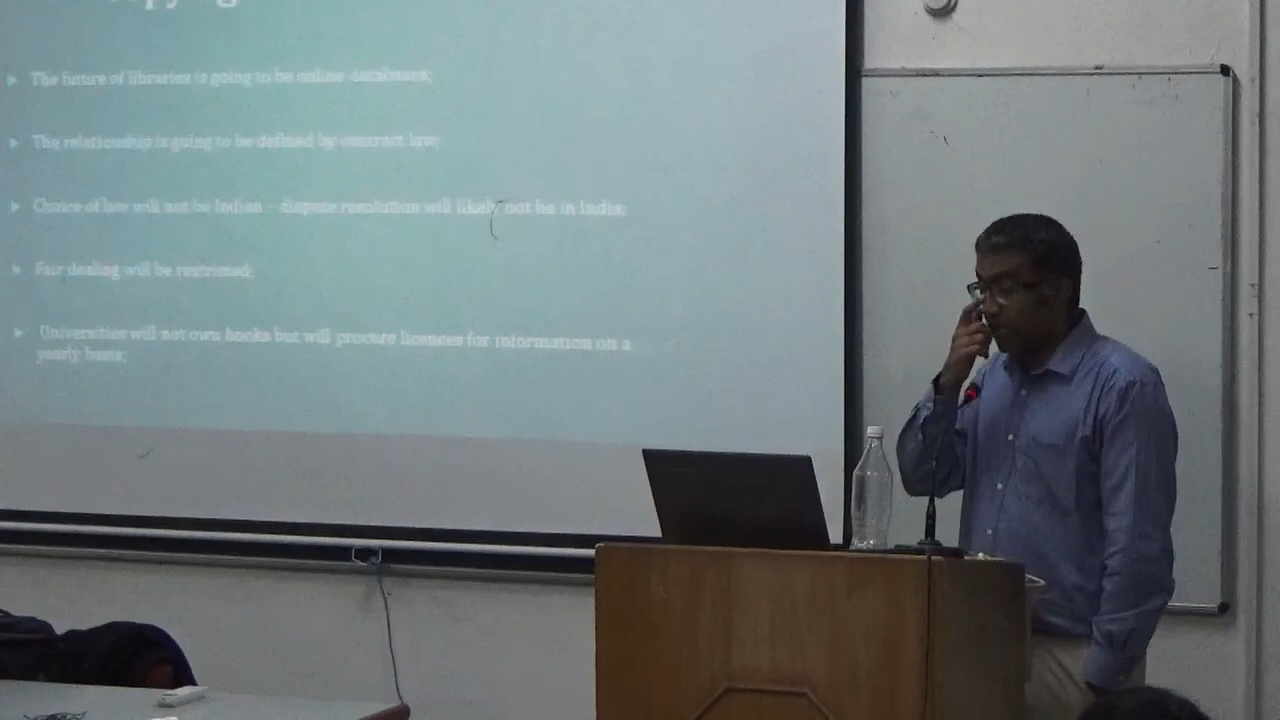 The future of libraries is going to be online databases;
The relationship is going to be defined by contract law;
Choice of law will not be Indian – dispute resolution will likely not be in India;
Fair dealing will be restricted;
Universities will not own books but will procure licences for information on a
yearly basis;